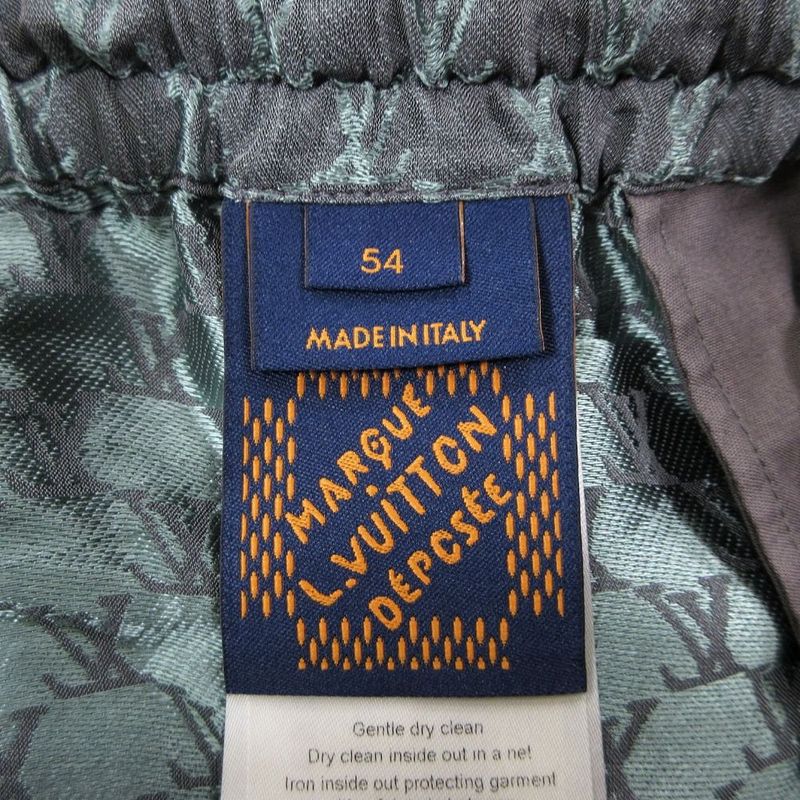 54
MADE IN ITALY
MARQUE
L.VUITTON
DÉPOSÉE
Gentle dry clean
Dry clean inside out in a net
Iron inside out protecting garment